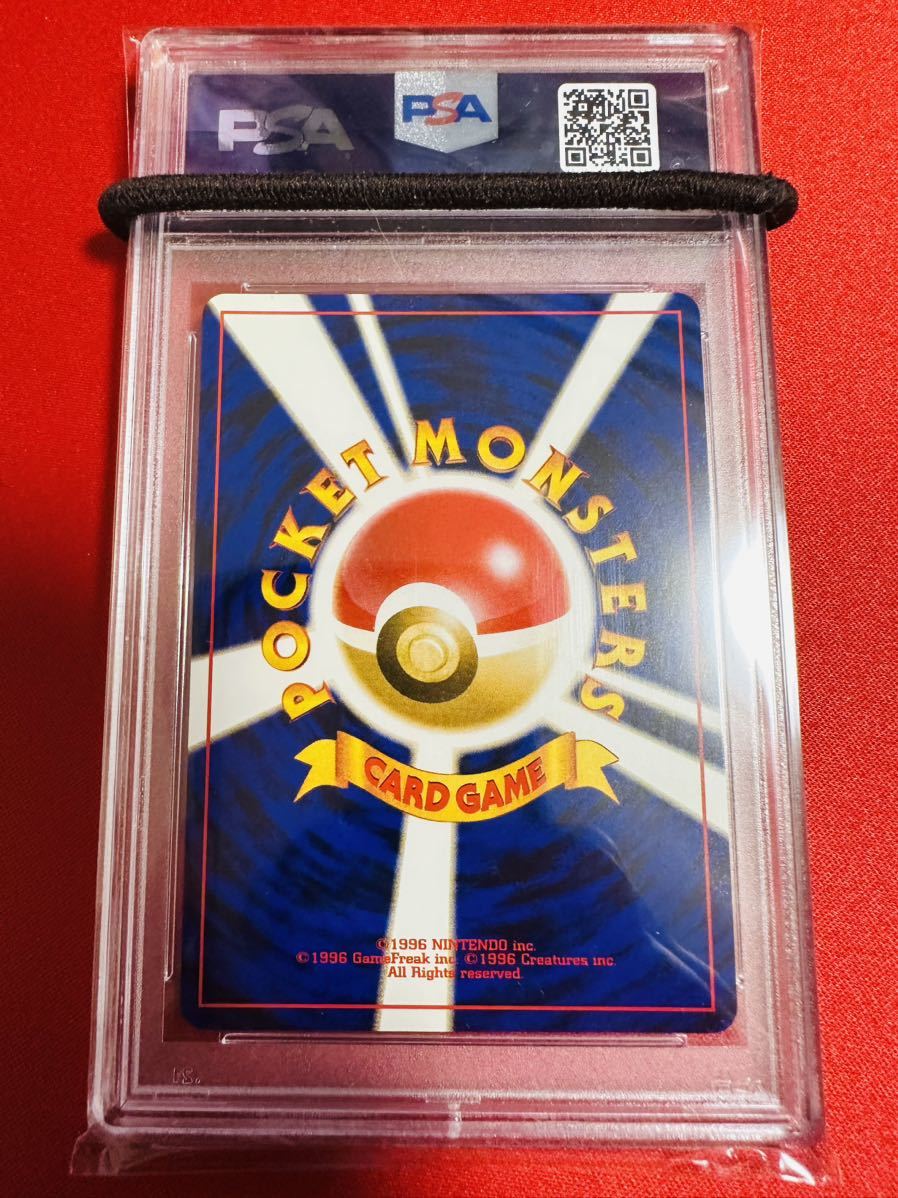 PSA
PSA
POCKET MONSTERS
CARD GAME
©1996 NINTENDO inc.
©1996 GameFreak inc. ©1996 Creatures inc.
All Rights reserved.